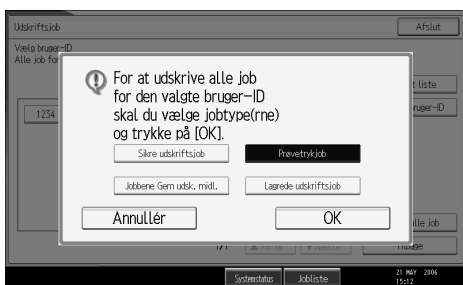 Udskriftsjob
Afslut
Vælg bruger-ID
Alle job for
t liste
1234
ruger-ID
For at udskrive alle job
for den valgte bruger-ID
skal du vælge jobtype(rne)
og trykke på [OK].
Sikre udskriftsjob
Prøvetrykjob
Jobbene Gem udsk. midl.
Lagrede udskriftsjob
Annullér
OK
lle job
1/1
Systemstatus
Jobliste
21 MAY 2006
15:12